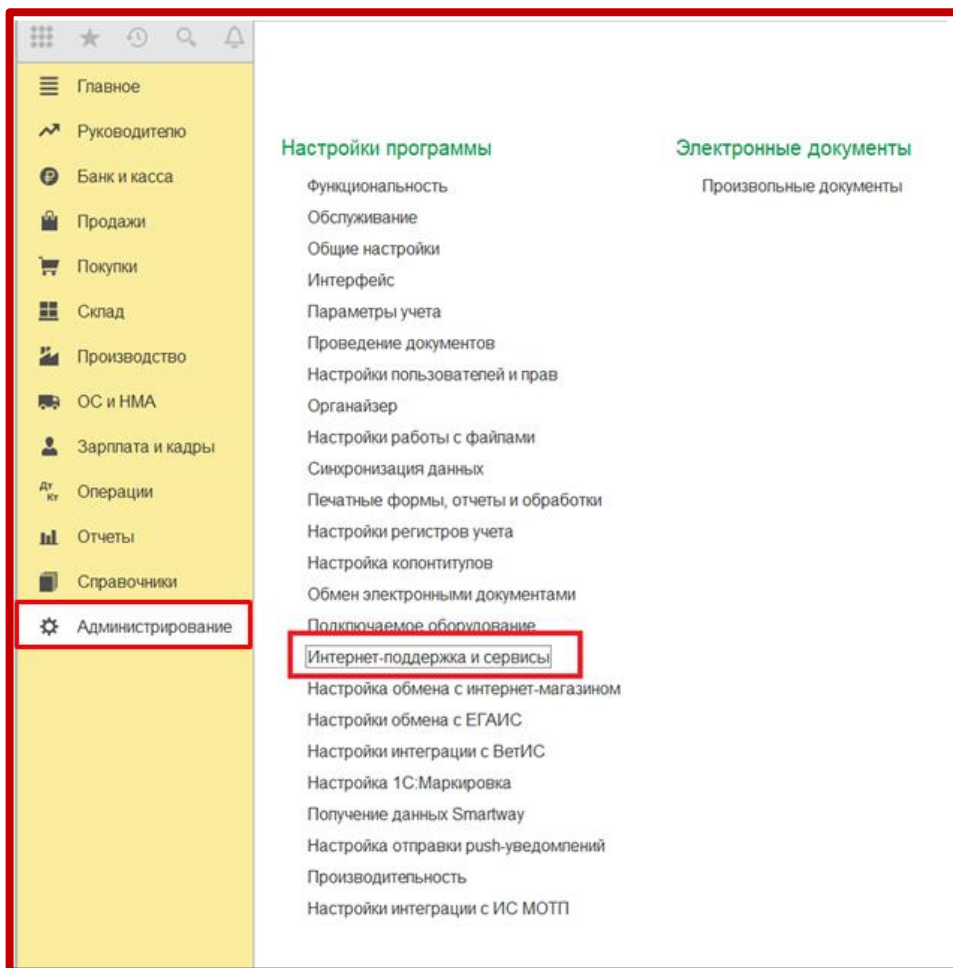 Главное
Руководителю
Банк и касса
Продажи
Покупки
Склад
Производство
ОС и НМА
Зарплата и кадры
Дт Кт Операции
Отчеты
Справочники
Администрирование
Настройки программы
Функциональность
Обслуживание
Общие настройки
Интерфейс
Параметры учета
Проведение документов
Настройки пользователей и прав
Органайзер
Настройки работы с файлами
Синхронизация данных
Печатные формы, отчеты и обработки
Настройки регистров учета
Настройка колонтитулов
Обмен электронными документами
Подключаемое оборудование
Интернет-поддержка и сервисы
Настройка обмена с интернет-магазином
Настройки обмена с ЕГАИС
Настройки интеграции с ВетИС
Настройка 1С:Маркировка
Получение данных Smartway
Настройка отправки push-уведомлений
Производительность
Настройки интеграции с ИС МОТП
Электронные документы
Произвольные документы